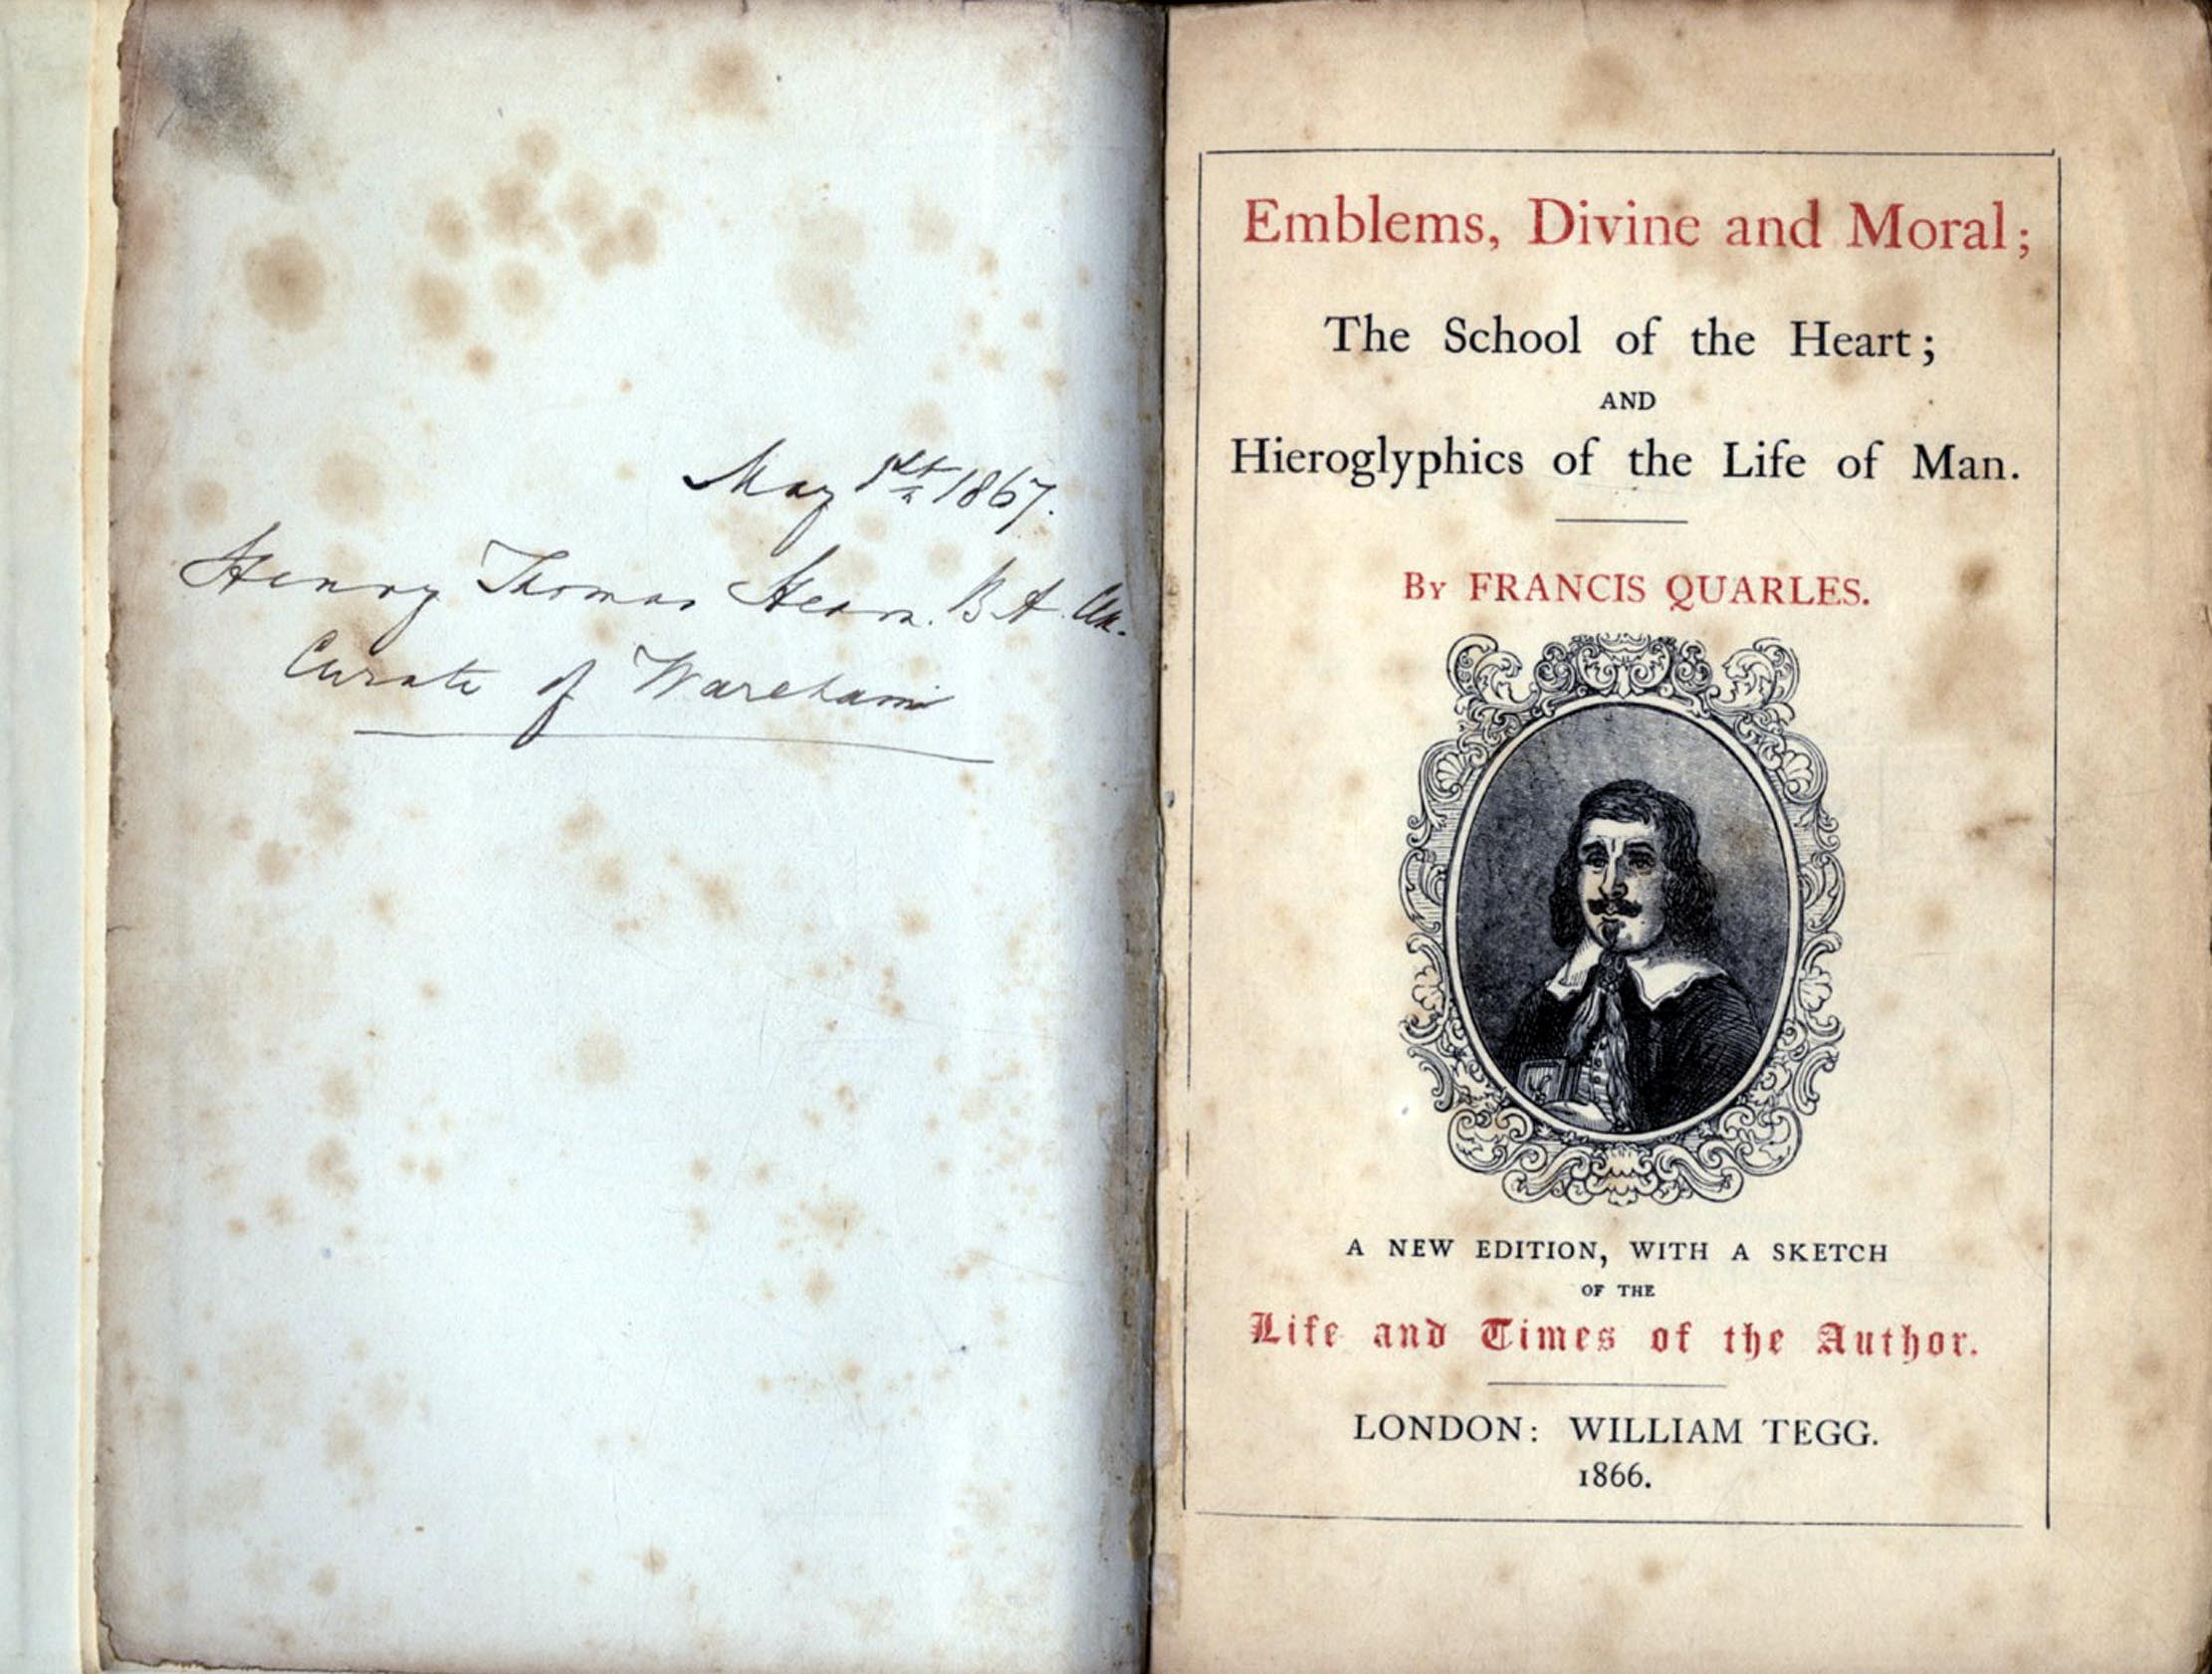 May 1st 1867.
Henry Thomas Hearn. B.A.
Curate of Wareham
Emblems, Divine and Moral;
The School of the Heart;
AND
Hieroglyphics of the Life of Man.
By FRANCIS QUARLES.
A NEW EDITION, WITH A SKETCH
OF THE
Life and Times of the Author.
LONDON: WILLIAM TEGG.
1866.